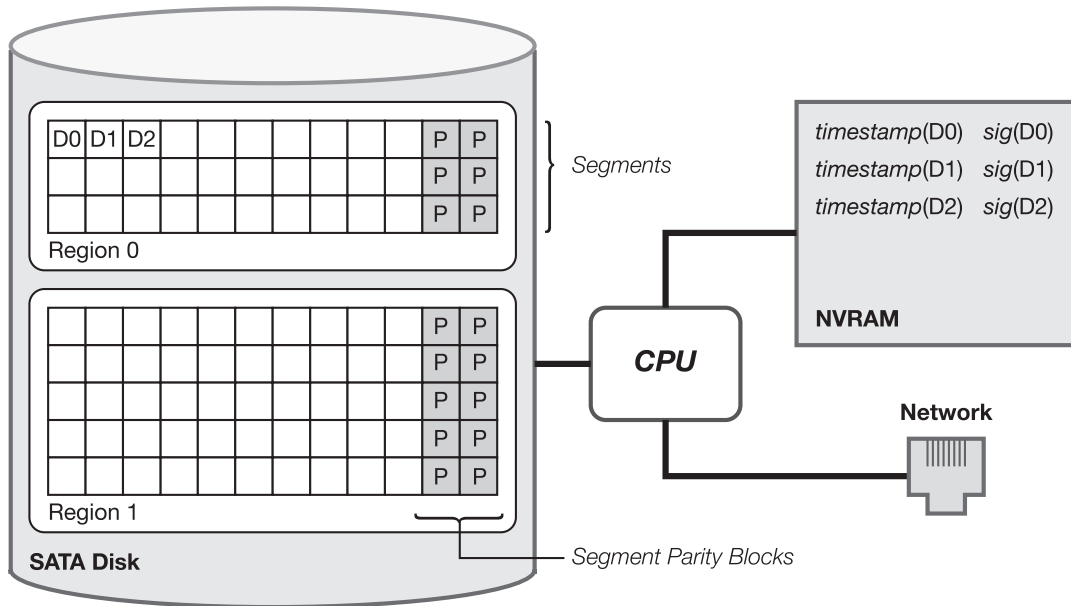 D0 D1 D2 P P
P P
P P
Region 0
Segments
P P
P P
P P
P P
P P
Region 1
Segment Parity Blocks
SATA Disk
CPU
timestamp(D0) sig(D0)
timestamp(D1) sig(D1)
timestamp(D2) sig(D2)
NVRAM
Network